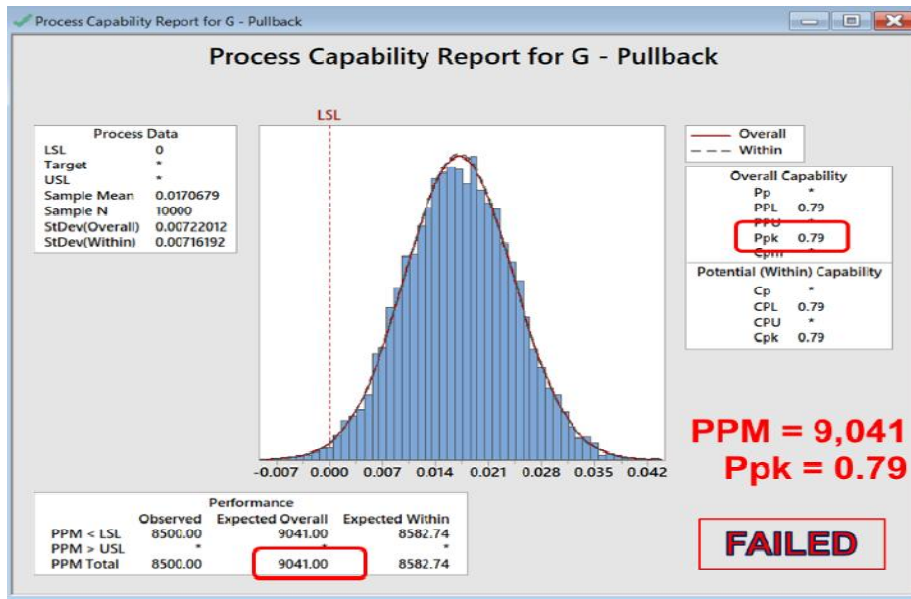 Process Capability Report for G - Pullback
Process Capability Report for G - Pullback
LSL
Process Data
LSL 0
Target *
USL *
Sample Mean 0.0170679
Sample N 10000
StDev(Overall) 0.00722012
StDev(Within) 0.00716192
Overall
Within
Overall Capability
Pp *
PPL 0.79
PPU *
Ppk 0.79
Cpm *
Potential (Within) Capability
Cp *
CPL 0.79
CPU *
Cpk 0.79
-0.007 0.000 0.007 0.014 0.021 0.028 0.035 0.042
PPM = 9,041
Ppk = 0.79
FAILED
Performance
Observed Expected Overall Expected Within
PPM < LSL 8500.00 9041.00 8582.74
PPM > USL * * *
PPM Total 8500.00 9041.00 8582.74